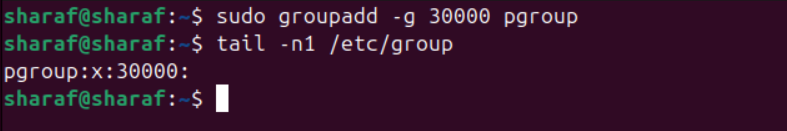 sharaf@sharaf:~$ sudo groupadd -g 30000 pgroup
sharaf@sharaf:~$ tail -n1 /etc/group
pgroup:x:30000:
sharaf@sharaf:~$